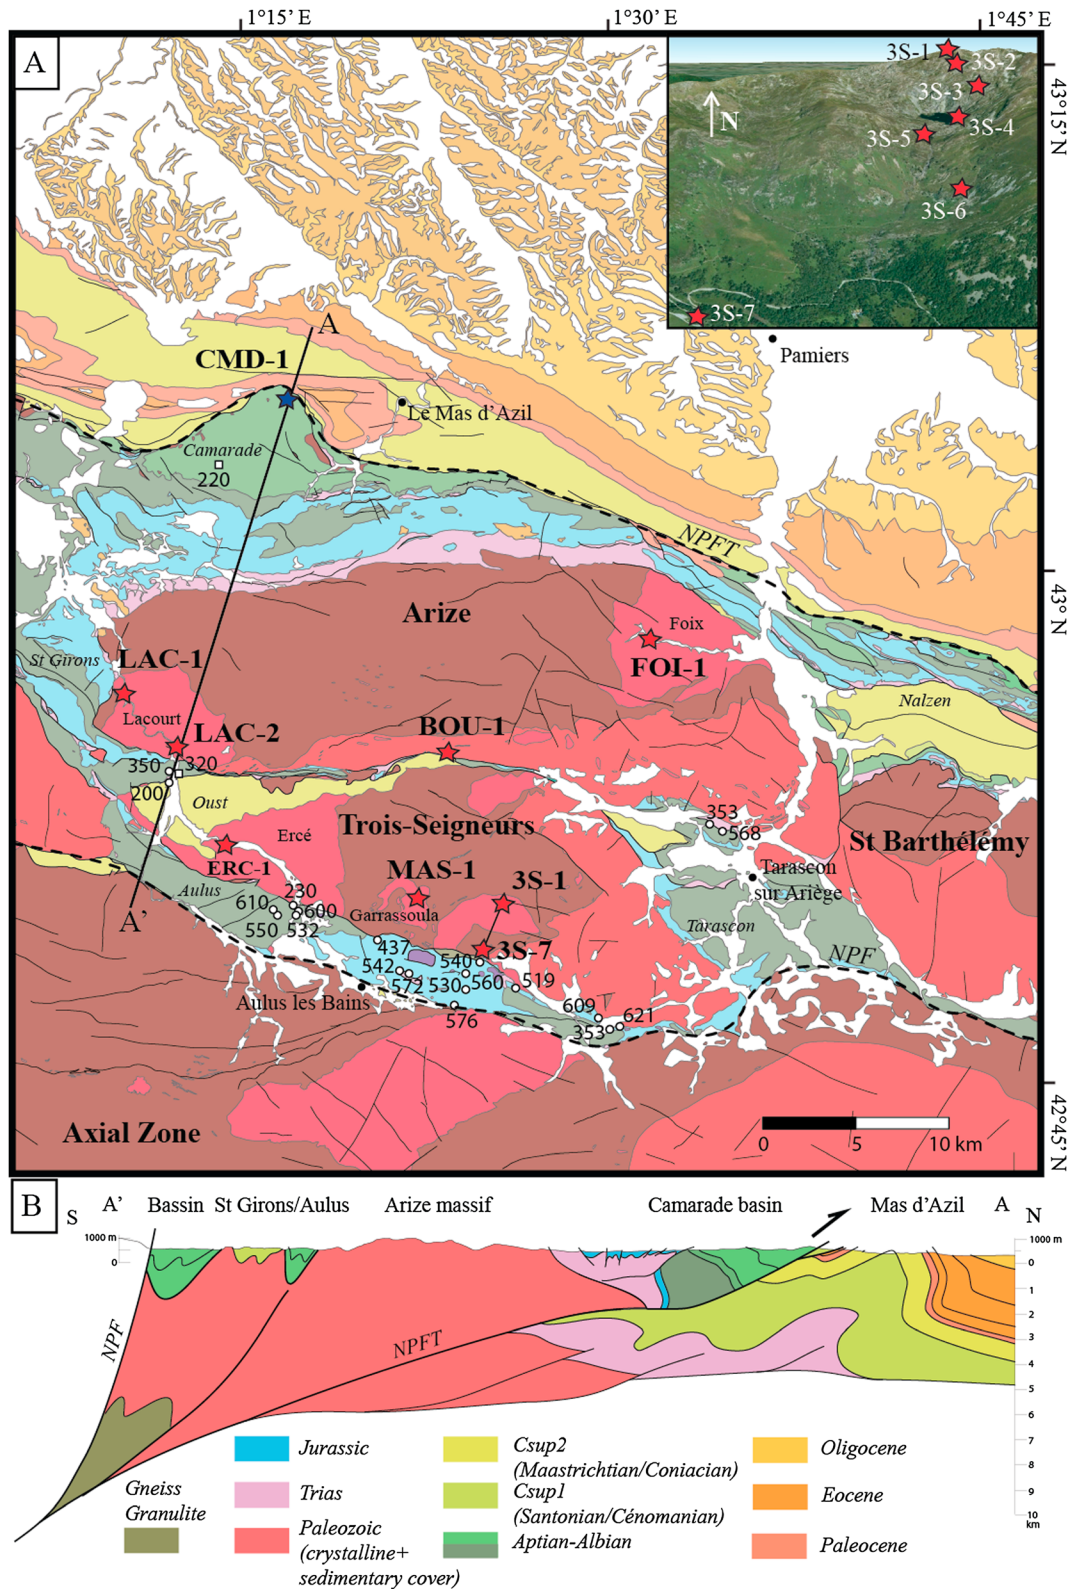 1°15' E
1°30' E
1°45' E
A
3S-1
3S-2
3S-3
3S-4
3S-5
3S-6
3S-7
N
43°15' N
Pamiers
A
CMD-1
Le Mas d'Azil
Camarade
220
NPFT
43° N
Arize
Foix
FOI-1
St Girons
LAC-1
Lacourt
LAC-2
BOU-1
Nalzen
350
320
200
Oust
353
568
Ercé
Trois-Seigneurs
St Barthélémy
ERC-1
MAS-1
3S-1
Tarascon
sur Ariège
Aulus
230
610
600
550
532
Garrassoula
A'
437
3S-7
Tarascon
NPF
540
542
572
530
560
519
Aulus les Bains
576
609
621
353
Axial Zone
0
5
10 km
42°45' N
B
S
A'
Bassin
St Girons/Aulus
Arize massif
Camarade basin
Mas d'Azil
A
N
1000 m
0
1000 m
0
1
2
3
4
5
6
7
8
9
10
km
NPF
NPFT
Gneiss
Granulite
Jurassic
Trias
Paleozoic
(crystalline+
sedimentary cover)
Csup2
(Maastrichtian/Coniacian)
Csup1
(Santonian/Cénomanian)
Aptian-Albian
Oligocene
Eocene
Paleocene